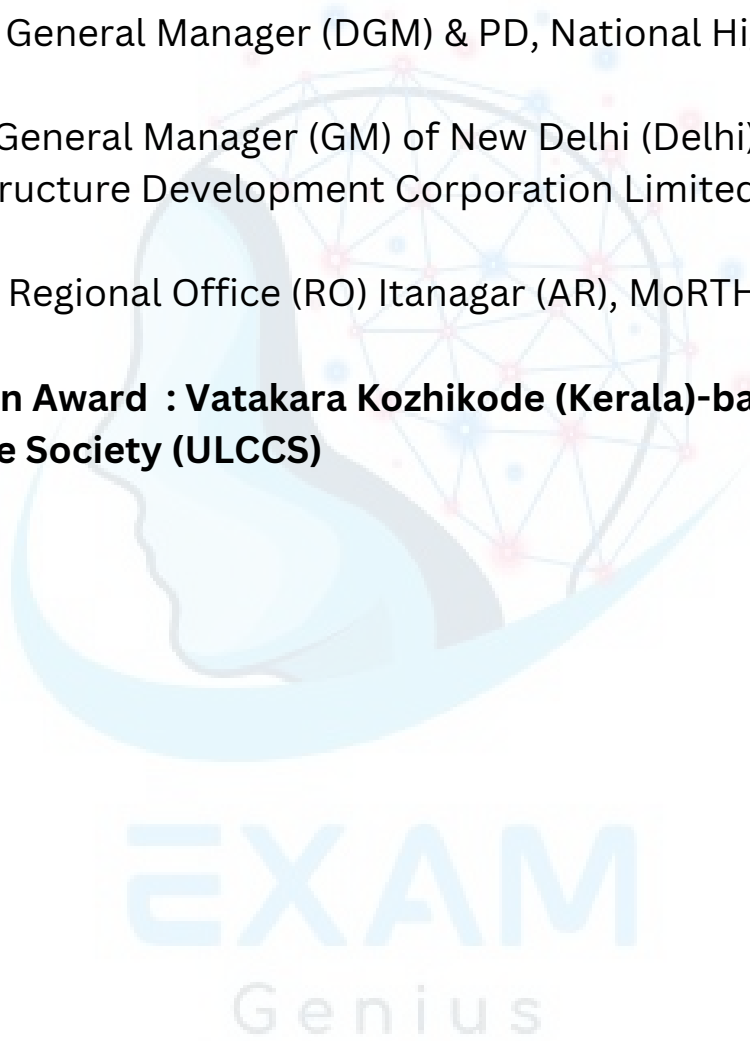 General Manager (DGM) & PD, National Hi
General Manager (GM) of New Delhi (Delhi)
ructure Development Corporation Limited
Regional Office (RO) Itanagar (AR), MoRTH
n Award : Vatakara Kozhikode (Kerala)-ba
e Society (ULCCS)
EXAM
Genius